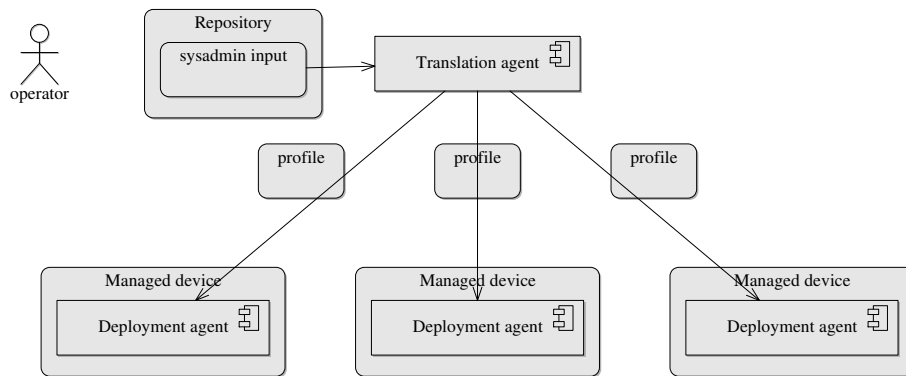 Repository
sysadmin input
Translation agent
operator
profile
profile
profile
Managed device
Managed device
Managed device
Deployment agent
Deployment agent
Deployment agent